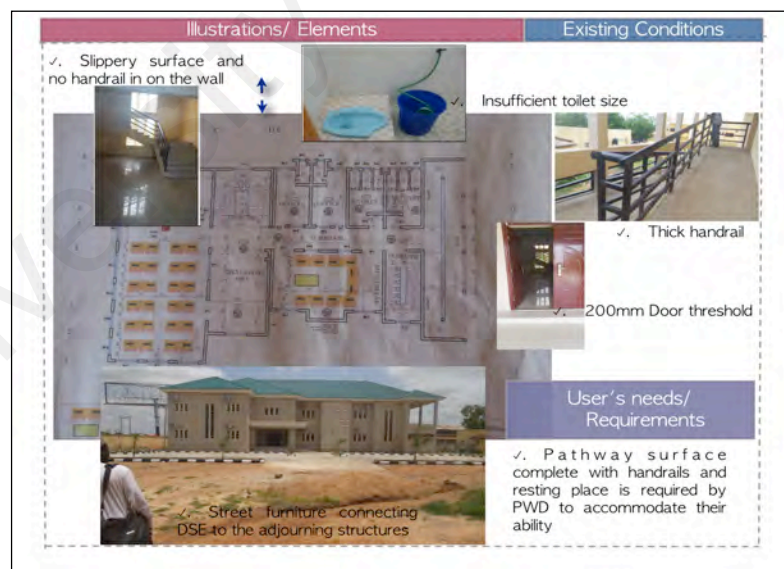 Illustrations/ Elements
Existing Conditions
✓. Slippery surface and
no handrail in on the wall
✓. Insufficient toilet size
✓. Thick handrail
✓. 200mm Door threshold
User's needs/
Requirements
✓. Pathway surface
complete with handrails and
resting place is required by
PWD to accommodate their
ability
✓. Street furniture connecting
DSE to the adjourning structures